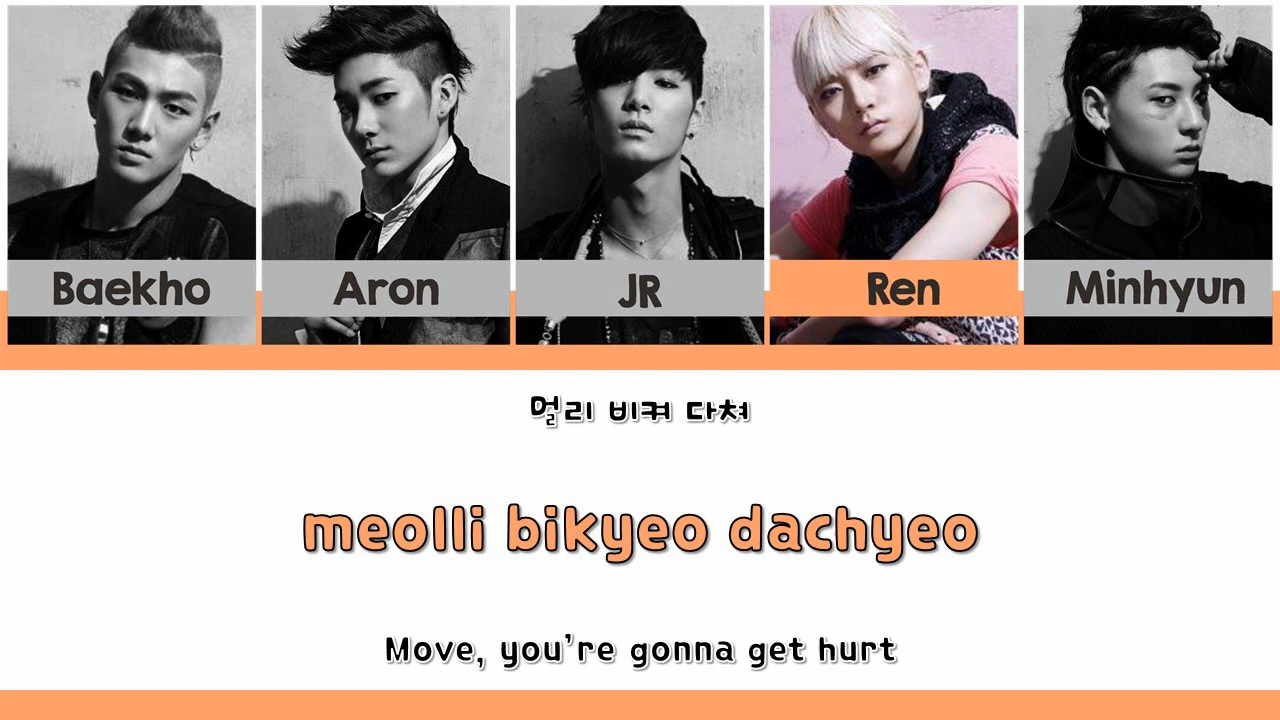 Baekho Aron JR Ren Minhyun
멀리 비켜 다쳐
meolli bikyeo dachyeo
Move, you're gonna get hurt